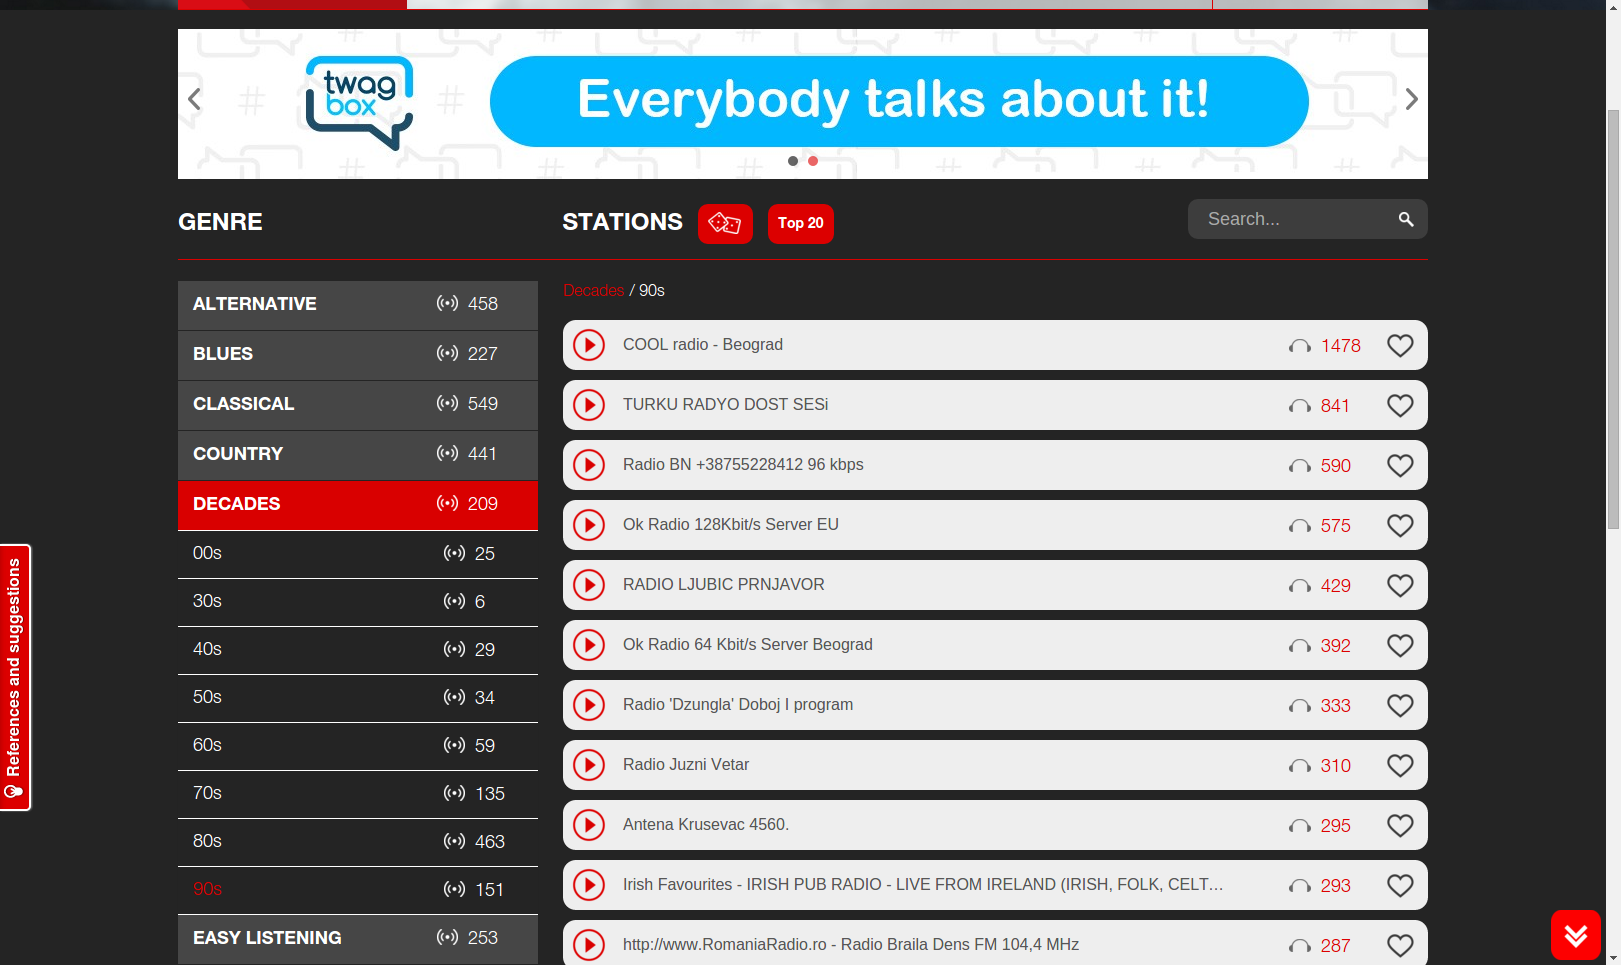 twag
box
Everybody talks about it!
GENRE
STATIONS
Top 20
Search...
ALTERNATIVE 458
BLUES 227
CLASSICAL 549
COUNTRY 441
DECADES 209
00s 25
30s 6
40s 29
50s 34
60s 59
70s 135
80s 463
90s 151
EASY LISTENING 253
Decades / 90s
COOL radio - Beograd 1478
TURKU RADYO DOST SESi 841
Radio BN +38755228412 96 kbps 590
Ok Radio 128Kbit/s Server EU 575
RADIO LJUBIC PRNJAVOR 429
Ok Radio 64 Kbit/s Server Beograd 392
Radio 'Dzungla' Doboj I program 333
Radio Juzni Vetar 310
Antena Krusevac 4560. 295
Irish Favourites - IRISH PUB RADIO - LIVE FROM IRELAND (IRISH, FOLK, CELT... 293
http://www.RomaniaRadio.ro - Radio Braila Dens FM 104,4 MHz 287
References and suggestions